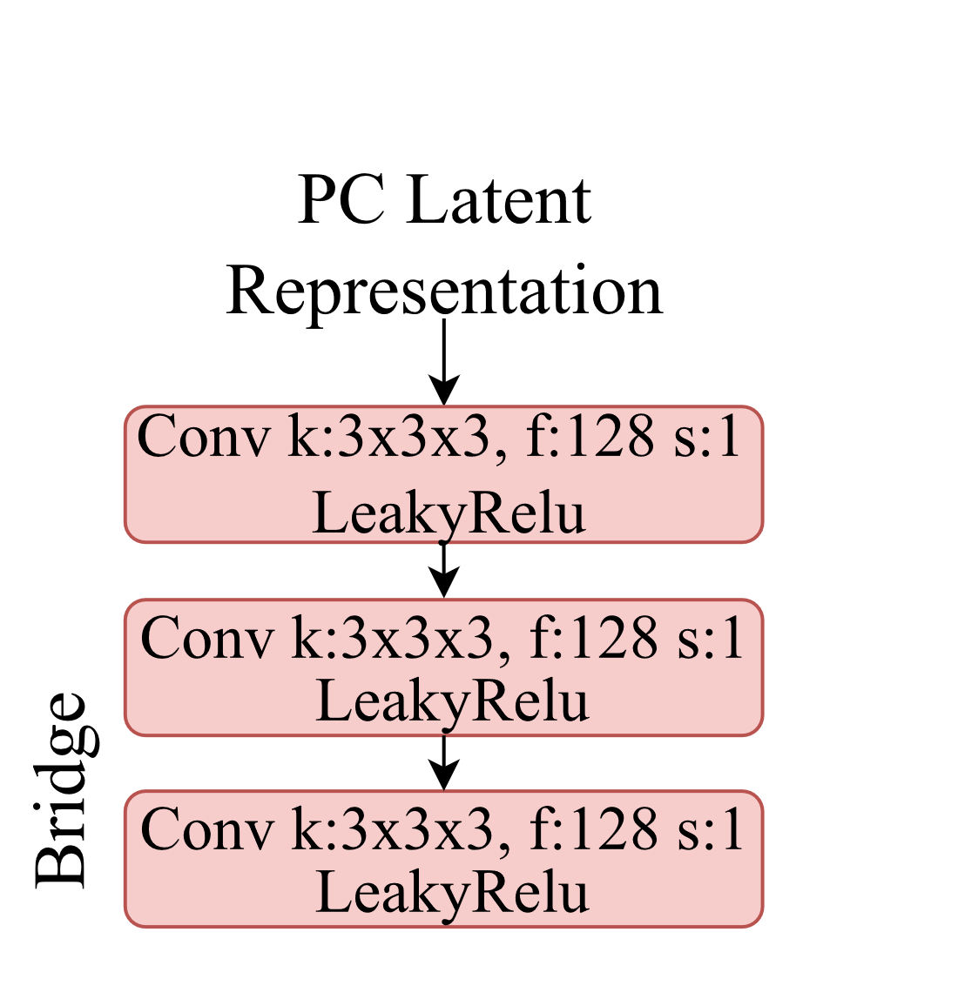 PC Latent
Representation
Conv k:3x3x3, f:128 s:1
LeakyRelu
Conv k:3x3x3, f:128 s:1
LeakyRelu
Conv k:3x3x3, f:128 s:1
LeakyRelu
Bridge